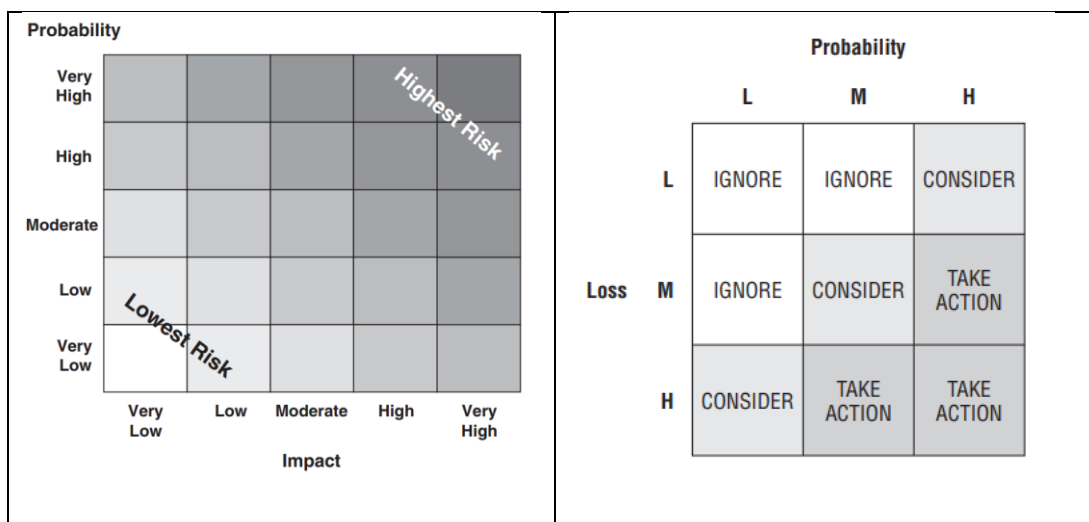 Probability
Very
High
Highest Risk
High
Moderate
Low
Lowest Risk
Very
Low
Very
Low
Low
Moderate
High
Very
High
Impact
Probability
L
M
H
L
IGNORE
IGNORE
CONSIDER
Loss
M
IGNORE
CONSIDER
TAKE
ACTION
H
CONSIDER
TAKE
ACTION
TAKE
ACTION